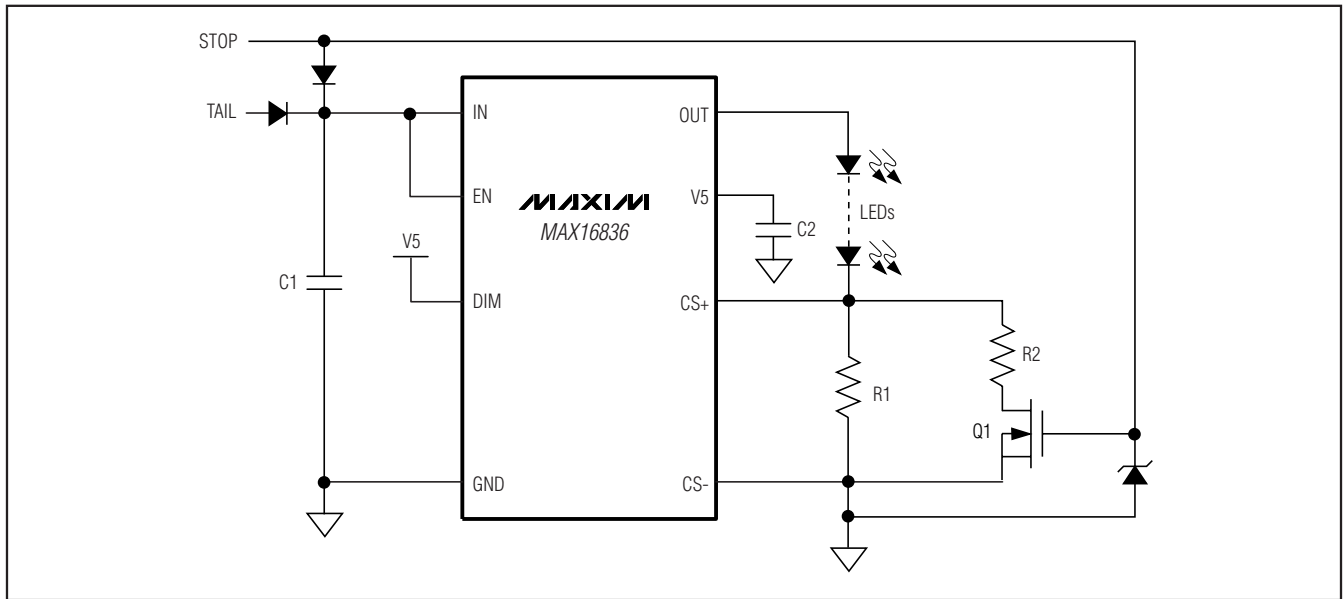 STOP
TAIL
IN
OUT
EN
V5
MAXIM
MAX16836
C2
LEDs
V5
C1
DIM
CS+
R2
R1
Q1
GND
CS-